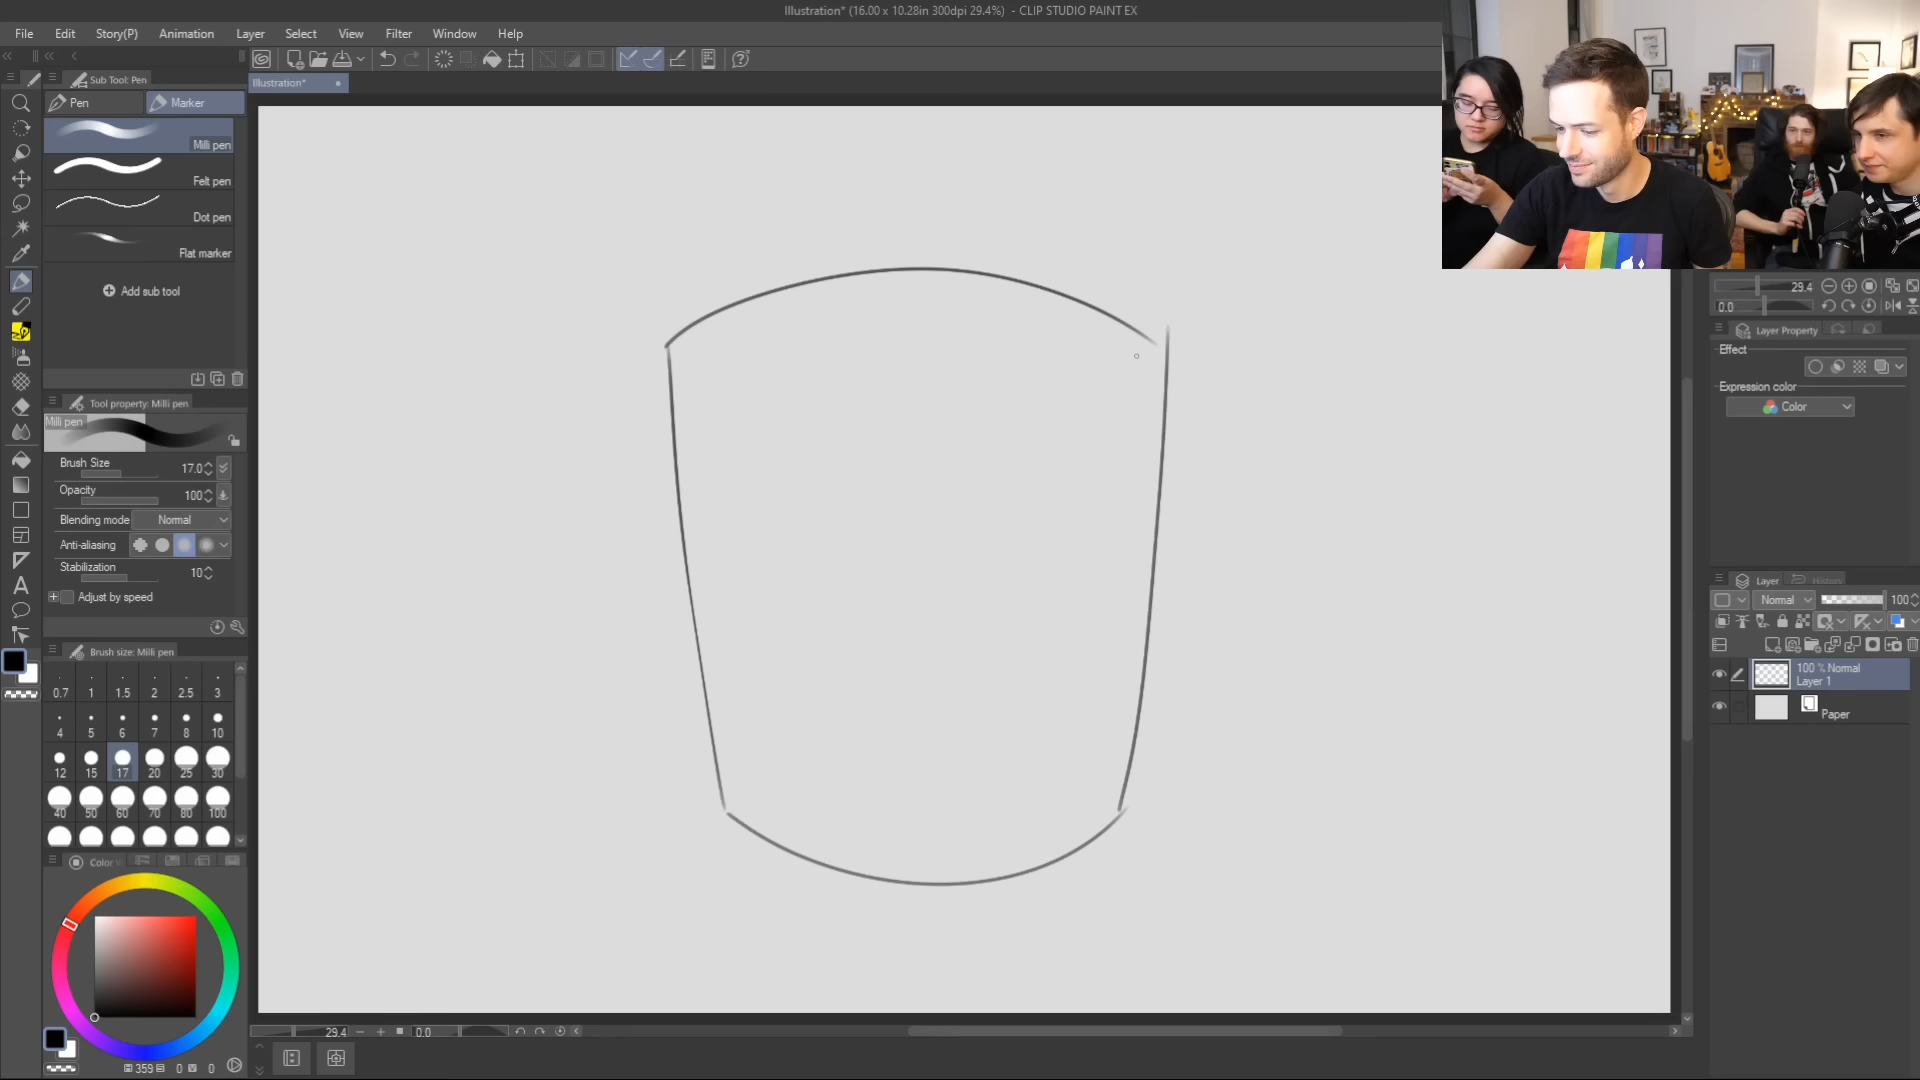 Illustration* (16.00 x 10.28in 300dpi 29.4%) - CLIP STUDIO PAINT EX
File Edit Story(P) Animation Layer Select View Filter Window Help
Sub Tool: Pen
Illustration*
Pen Marker
Milli pen
Felt pen
Dot pen
Flat marker
Add sub tool
Tool property: Milli pen
Milli pen
Brush Size 17.0
Opacity 100
Blending mode Normal
Anti-aliasing
Stabilization 10
Adjust by speed
Brush size: Milli pen
0.7 1 1.5 2 2.5 3
4 5 6 7 8 10
12 15 17 20 25 30
40 50 60 70 80 100
Color
359 0 0
29.4 0.0
29.4
0.0
Layer Property
Effect
Expression color
Color
Layer History
Normal 100
100 % Normal
Layer 1
Paper